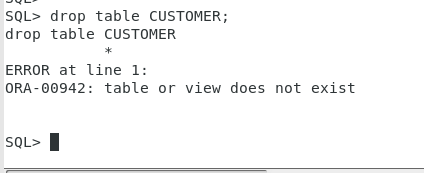 SQL>
SQL> drop table CUSTOMER;
drop table CUSTOMER
*
ERROR at line 1:
ORA-00942: table or view does not exist
SQL>